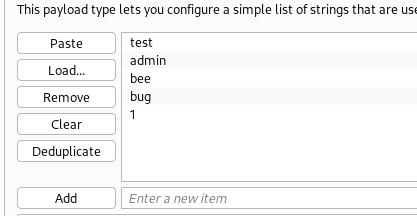 This payload type lets you configure a simple list of strings that are use
Paste
test
Load...
admin
bee
Remove
bug
Clear
1
Deduplicate
Add
Enter a new item